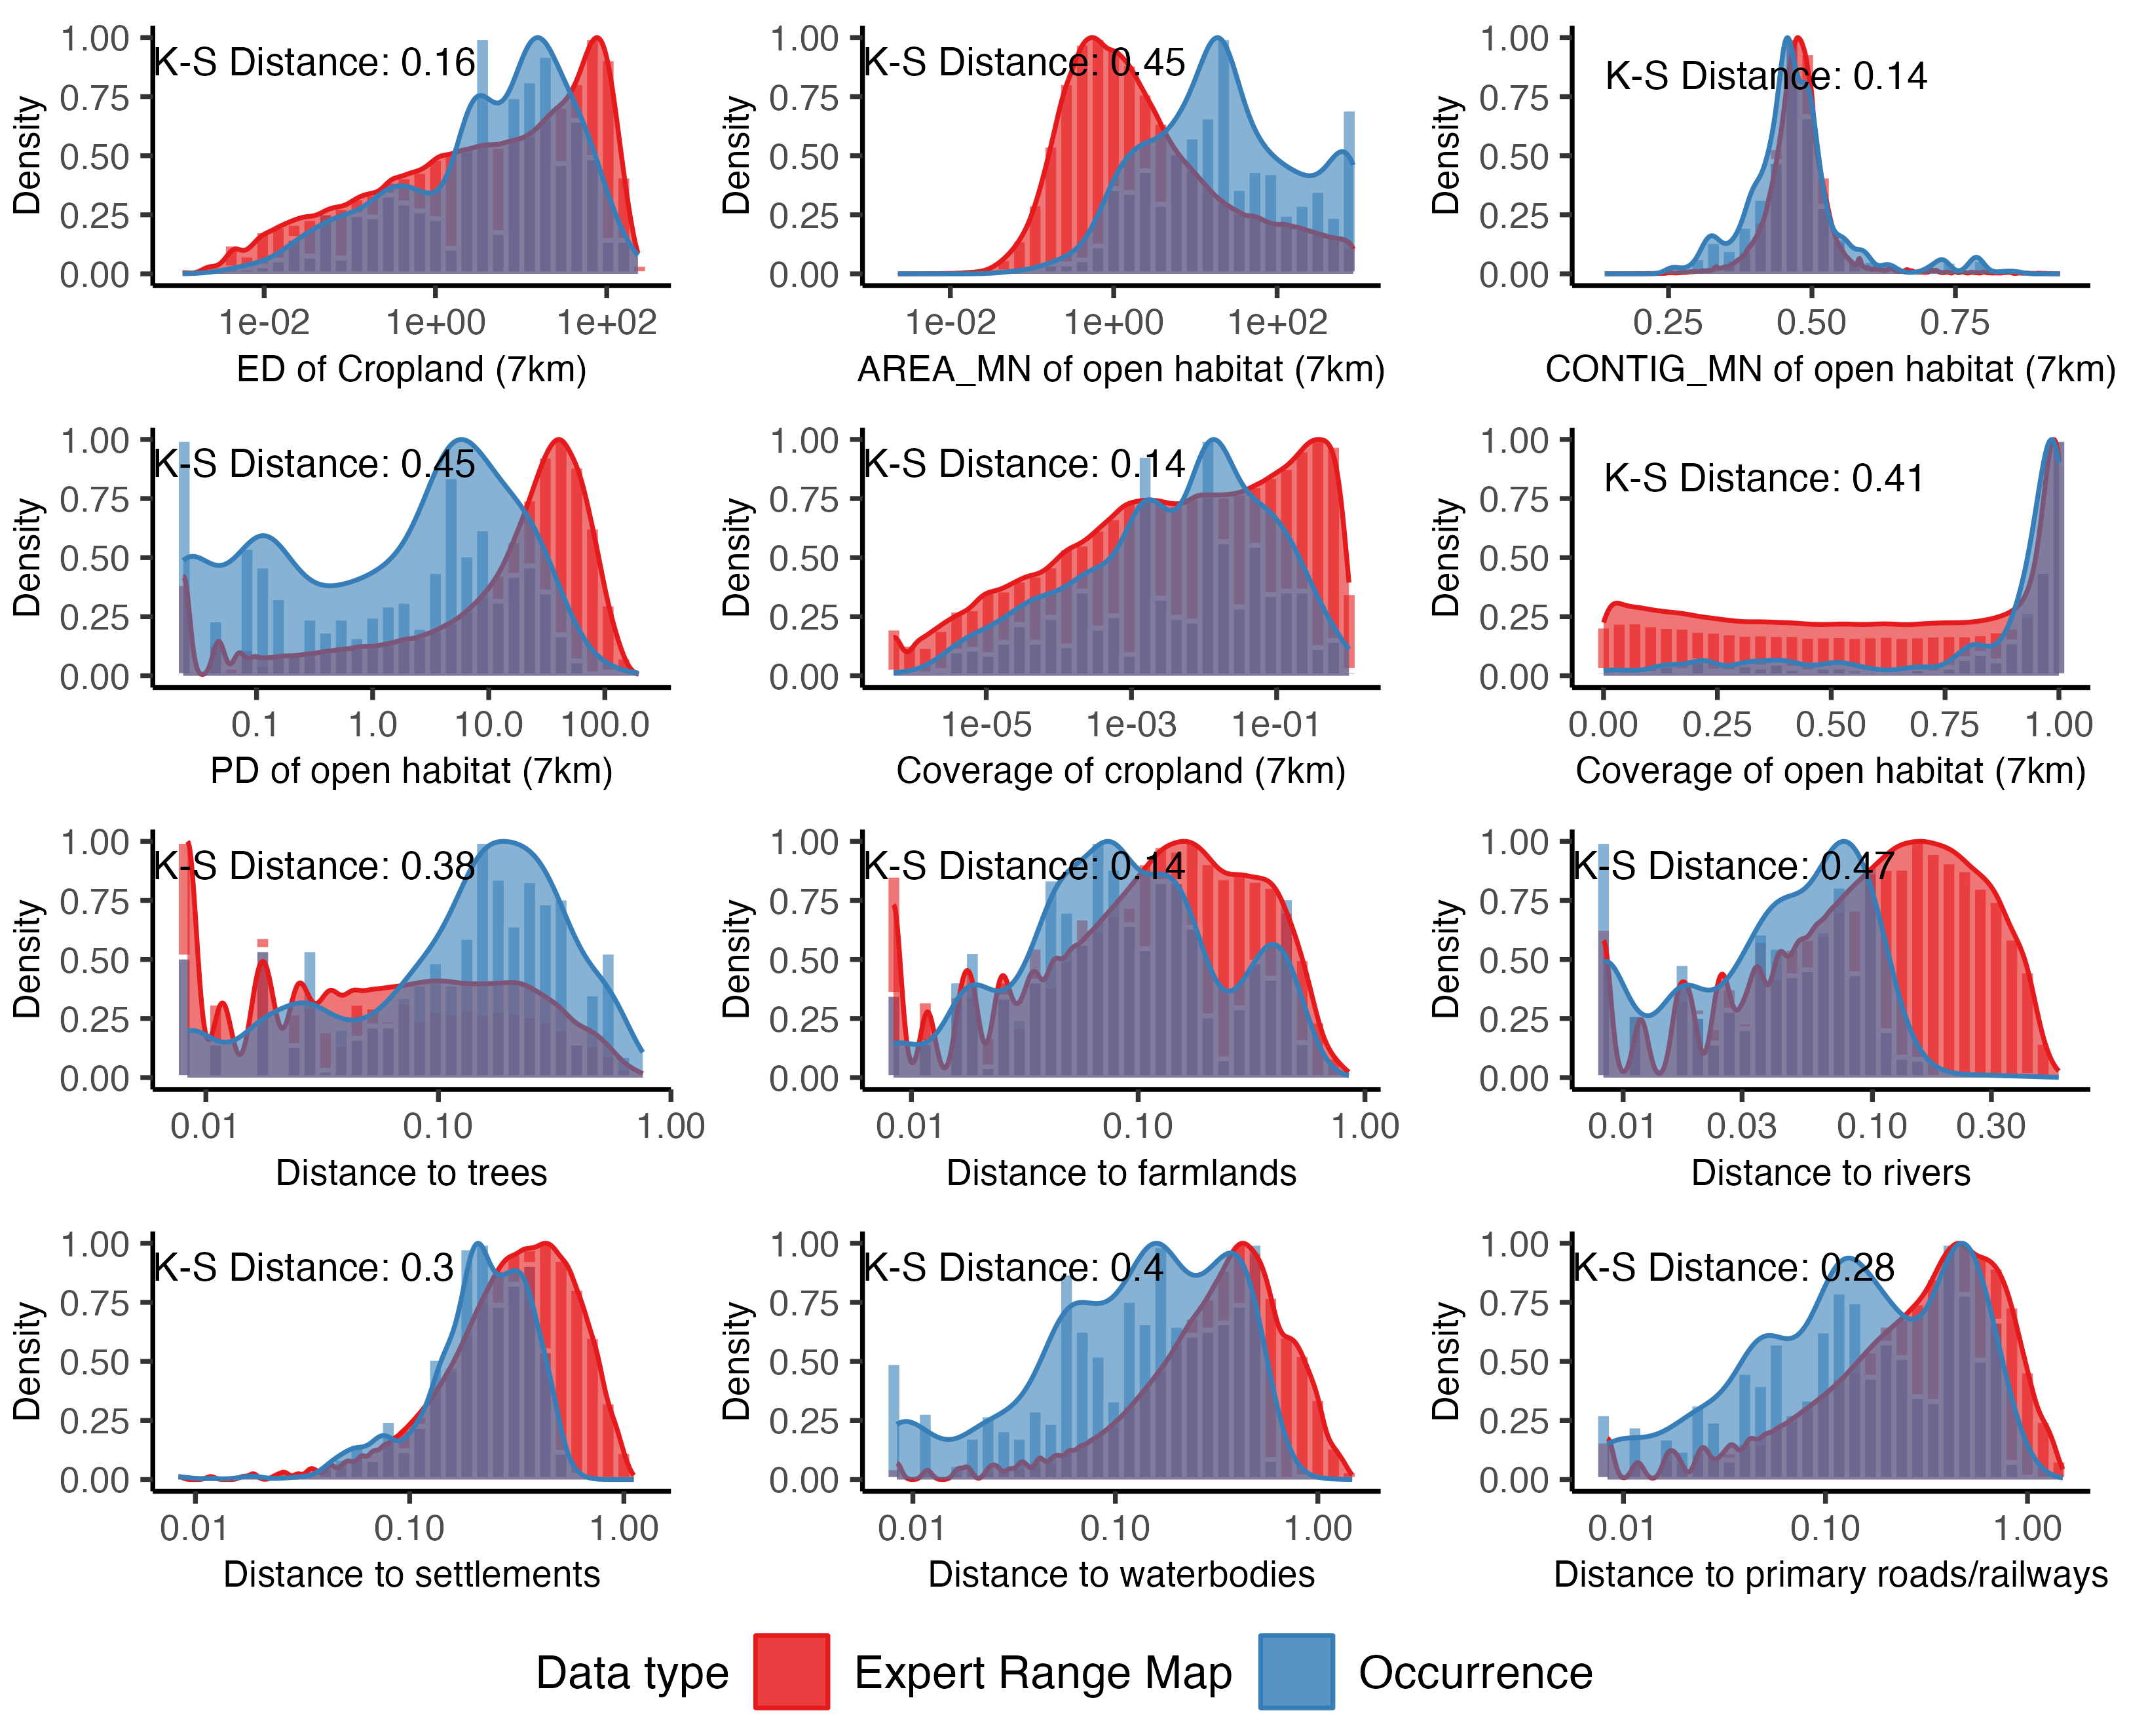 1.00
0.75
0.50
0.25
0.00
Density
K-S Distance: 0.16
1e-02 1e+00 1e+02
ED of Cropland (7km)
1.00
0.75
0.50
0.25
0.00
Density
K-S Distance: 0.45
1e-02 1e+00 1e+02
AREA_MN of open habitat (7km)
1.00
0.75
0.50
0.25
0.00
Density
K-S Distance: 0.14
0.25 0.50 0.75
CONTIG_MN of open habitat (7km)
1.00
0.75
0.50
0.25
0.00
Density
K-S Distance: 0.45
0.1 1.0 10.0 100.0
PD of open habitat (7km)
1.00
0.75
0.50
0.25
0.00
Density
K-S Distance: 0.14
1e-05 1e-03 1e-01
Coverage of cropland (7km)
1.00
0.75
0.50
0.25
0.00
Density
K-S Distance: 0.41
0.00 0.25 0.50 0.75 1.00
Coverage of open habitat (7km)
1.00
0.75
0.50
0.25
0.00
Density
K-S Distance: 0.38
0.01 0.10 1.00
Distance to trees
1.00
0.75
0.50
0.25
0.00
Density
K-S Distance: 0.14
0.01 0.10 1.00
Distance to farmlands
1.00
0.75
0.50
0.25
0.00
Density
K-S Distance: 0.47
0.01 0.03 0.10 0.30
Distance to rivers
1.00
0.75
0.50
0.25
0.00
Density
K-S Distance: 0.3
0.01 0.10 1.00
Distance to settlements
1.00
0.75
0.50
0.25
0.00
Density
K-S Distance: 0.4
0.01 0.10 1.00
Distance to waterbodies
1.00
0.75
0.50
0.25
0.00
Density
K-S Distance: 0.28
0.01 0.10 1.00
Distance to primary roads/railways
Data type Expert Range Map Occurrence